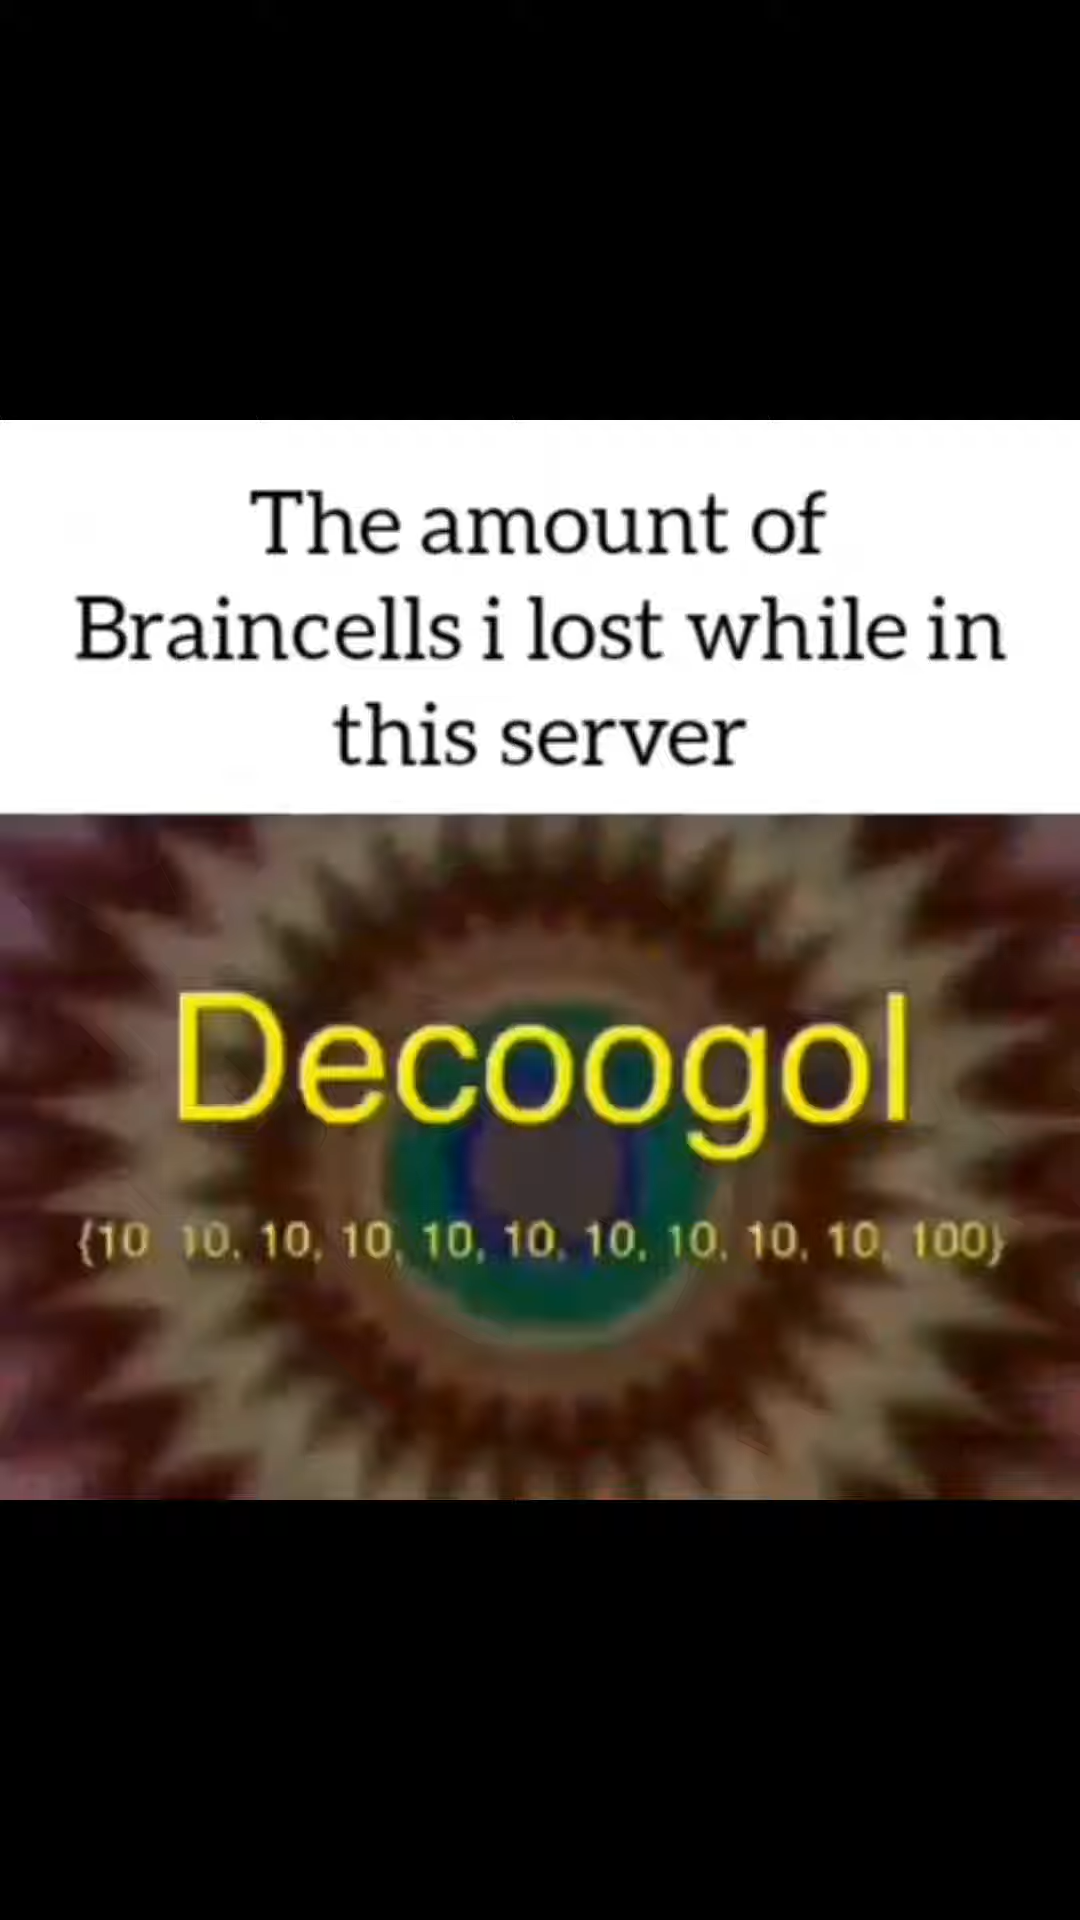 The amount of
Braincells i lost while in
this server
Decoogol
{10, 10, 10, 10, 10, 10, 10, 10, 10, 10, 100}